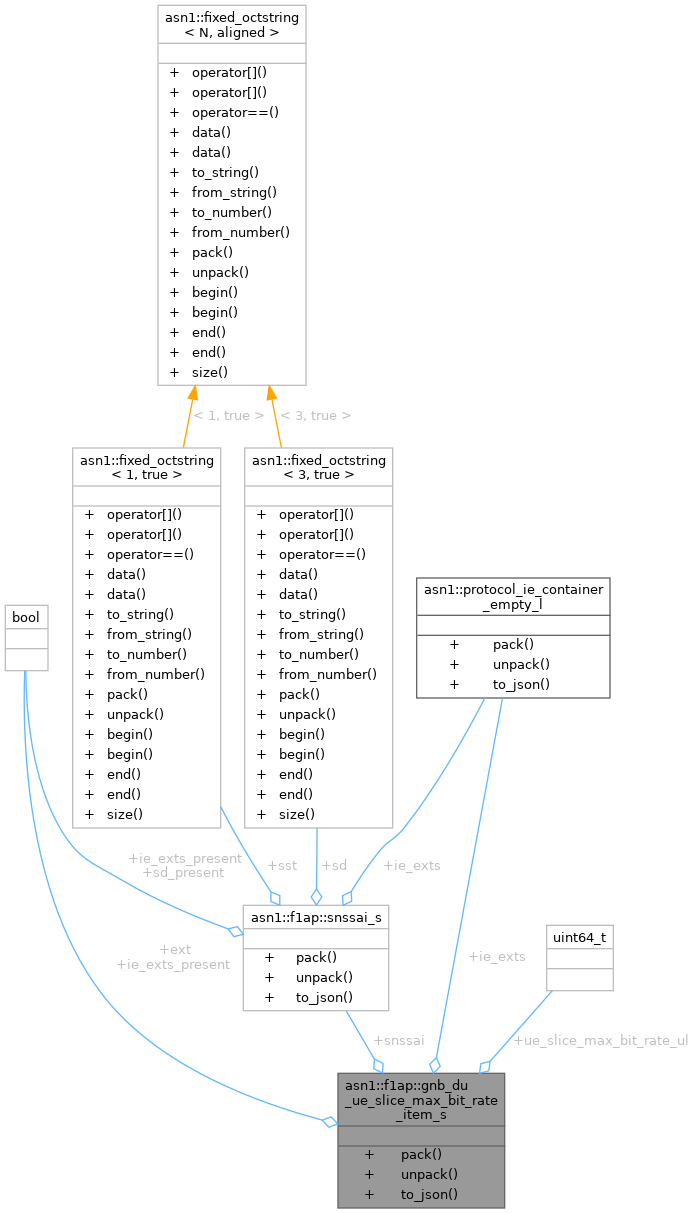 asn1::fixed_octstring
< N, aligned >
+ operator[]()
+ operator[]()
+ operator==()
+ data()
+ data()
+ to_string()
+ from_string()
+ to_number()
+ from_number()
+ pack()
+ unpack()
+ begin()
+ begin()
+ end()
+ end()
+ size()
< 1, true >
< 3, true >
asn1::fixed_octstring
< 1, true >
+ operator[]()
+ operator[]()
+ operator==()
+ data()
+ data()
+ to_string()
+ from_string()
+ to_number()
+ from_number()
+ pack()
+ unpack()
+ begin()
+ begin()
+ end()
+ end()
+ size()
asn1::fixed_octstring
< 3, true >
+ operator[]()
+ operator[]()
+ operator==()
+ data()
+ data()
+ to_string()
+ from_string()
+ to_number()
+ from_number()
+ pack()
+ unpack()
+ begin()
+ begin()
+ end()
+ end()
+ size()
asn1::protocol_ie_container
_empty_l
+ pack()
+ unpack()
+ to_json()
bool
+ie_exts_present
+sd_present
+sst
+sd
+ie_exts
asn1::f1ap::snssai_s
+ pack()
+ unpack()
+ to_json()
uint64_t
+ext
+ie_exts_present
+ie_exts
+snssai
+ue_slice_max_bit_rate_ul
asn1::f1ap::gnb_du
_ue_slice_max_bit_rate
_item_s
+ pack()
+ unpack()
+ to_json()